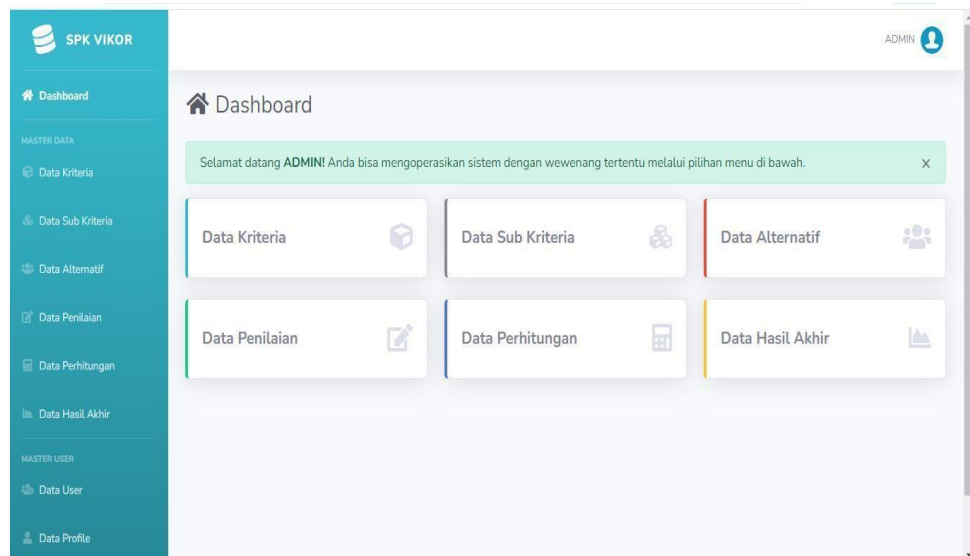 SPK VIKOR
ADMIN
Dashboard
MASTER DATA
Data Kriteria
Data Sub Kriteria
Data Alternatif
Data Penilaian
Data Perhitungan
Data Hasil Akhir
MASTER USER
Data User
Data Profile
Dashboard
Selamat datang ADMIN! Anda bisa mengoperasikan sistem dengan wewenang tertentu melalui pilihan menu di bawah. x
Data Kriteria
Data Sub Kriteria
Data Alternatif
Data Penilaian
Data Perhitungan
Data Hasil Akhir